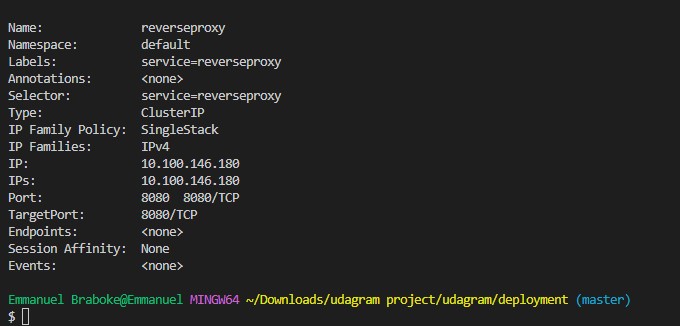 Name:              reverseproxy
Namespace:         default
Labels:            service=reverseproxy
Annotations:       <none>
Selector:          service=reverseproxy
Type:              ClusterIP
IP Family Policy:  SingleStack
IP Families:       IPv4
IP:                10.100.146.180
IPs:               10.100.146.180
Port:              8080  8080/TCP
TargetPort:        8080/TCP
Endpoints:         <none>
Session Affinity:  None
Events:            <none>
Emmanuel Braboke@Emmanuel MINGW64 ~/Downloads/udagram project/udagram/deployment (master)
$